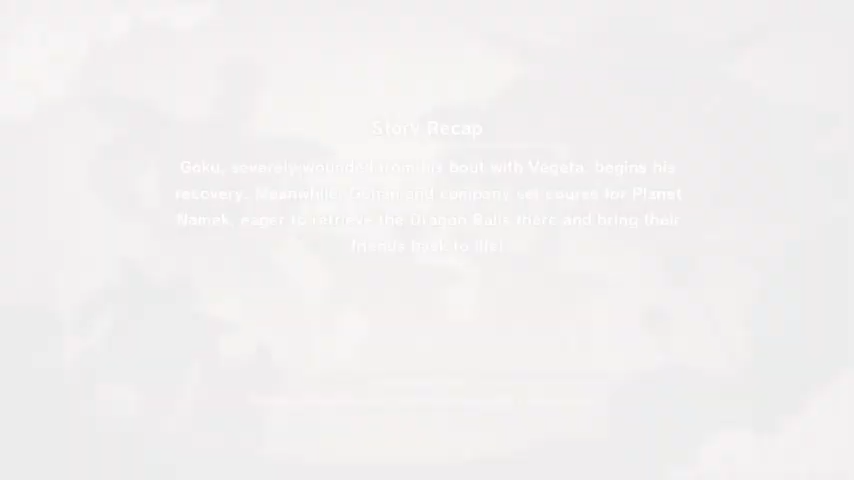 Story Recap
Goku, severely wounded from his bout with Vegeta, begins his
recovery. Meanwhile, Gohan and company set course for Planet
Namek, eager to retrieve the Dragon Balls there and bring their
friends back to life!